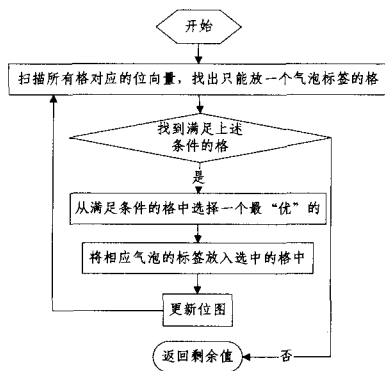 开始
扫描所有格对应的位向量，找出只能放一个气泡标签的格
找到满足上述
条件的格
是
从满足条件的格中选择一个最“优”的
将相应气泡的标签放入选中的格中
更新位图
返回剩余值
否